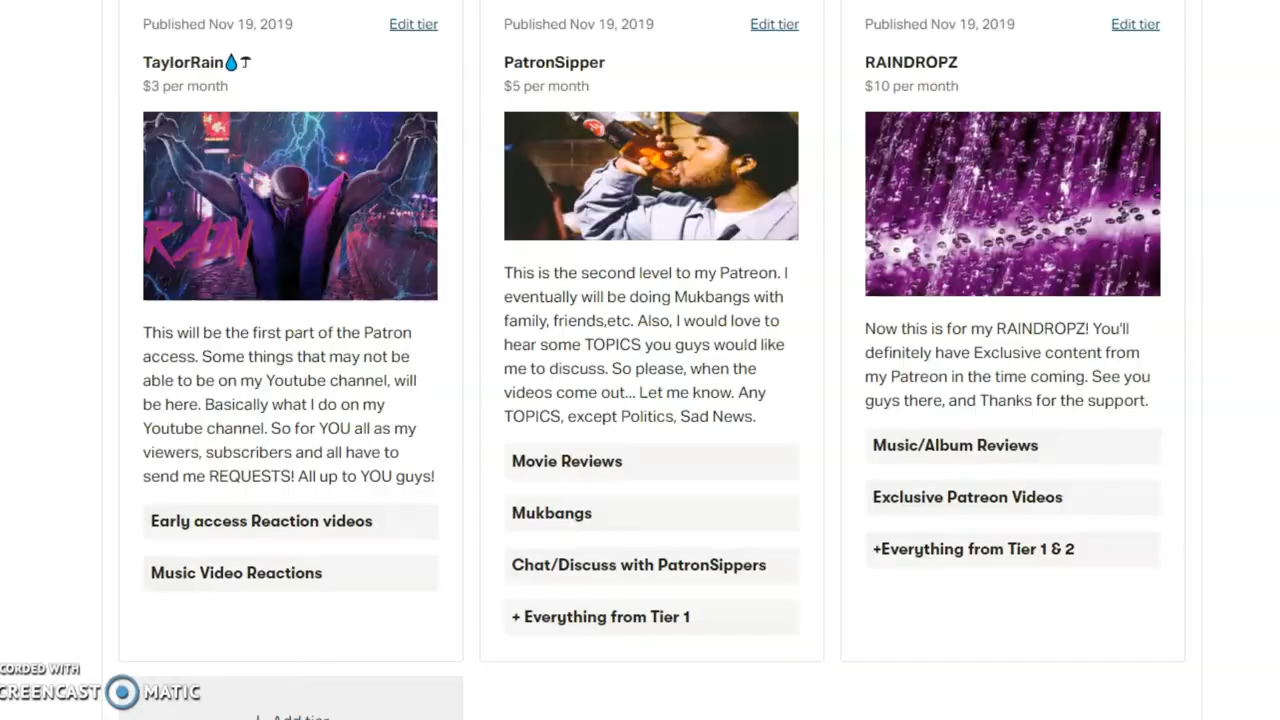 Published Nov 19, 2019
Edit tier
TaylorRain💧☂
$3 per month
RAIN
This will be the first part of the Patron
access. Some things that may not be
able to be on my Youtube channel, will
be here. Basically what I do on my
Youtube channel. So for YOU all as my
viewers, subscribers and all have to
send me REQUESTS! All up to YOU guys!
Early access Reaction videos
Music Video Reactions
Published Nov 19, 2019
Edit tier
PatronSipper
$5 per month
This is the second level to my Patreon. I
eventually will be doing Mukbangs with
family, friends,etc. Also, I would love to
hear some TOPICS you guys would like
me to discuss. So please, when the
videos come out... Let me know. Any
TOPICS, except Politics, Sad News.
Movie Reviews
Mukbangs
Chat/Discuss with PatronSippers
+ Everything from Tier 1
Published Nov 19, 2019
Edit tier
RAINDROPZ
$10 per month
Now this is for my RAINDROPZ! You'll
definitely have Exclusive content from
my Patreon in the time coming. See you
guys there, and Thanks for the support.
Music/Album Reviews
Exclusive Patreon Videos
+Everything from Tier 1 & 2
CORDED WITH
CREENCAST MATIC
+ Add tier